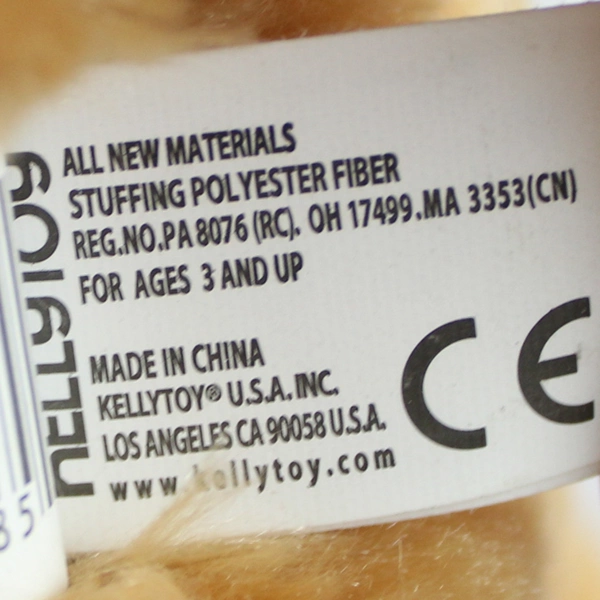 KELLYTOY
ALL NEW MATERIALS
STUFFING POLYESTER FIBER
REG.NO.PA 8076 (RC). OH 17499.MA 3353(CN)
FOR AGES 3 AND UP
MADE IN CHINA
KELLYTOY® U.S.A. INC.
LOS ANGELES CA 90058 U.S.A.
www.kellytoy.com
CE
35